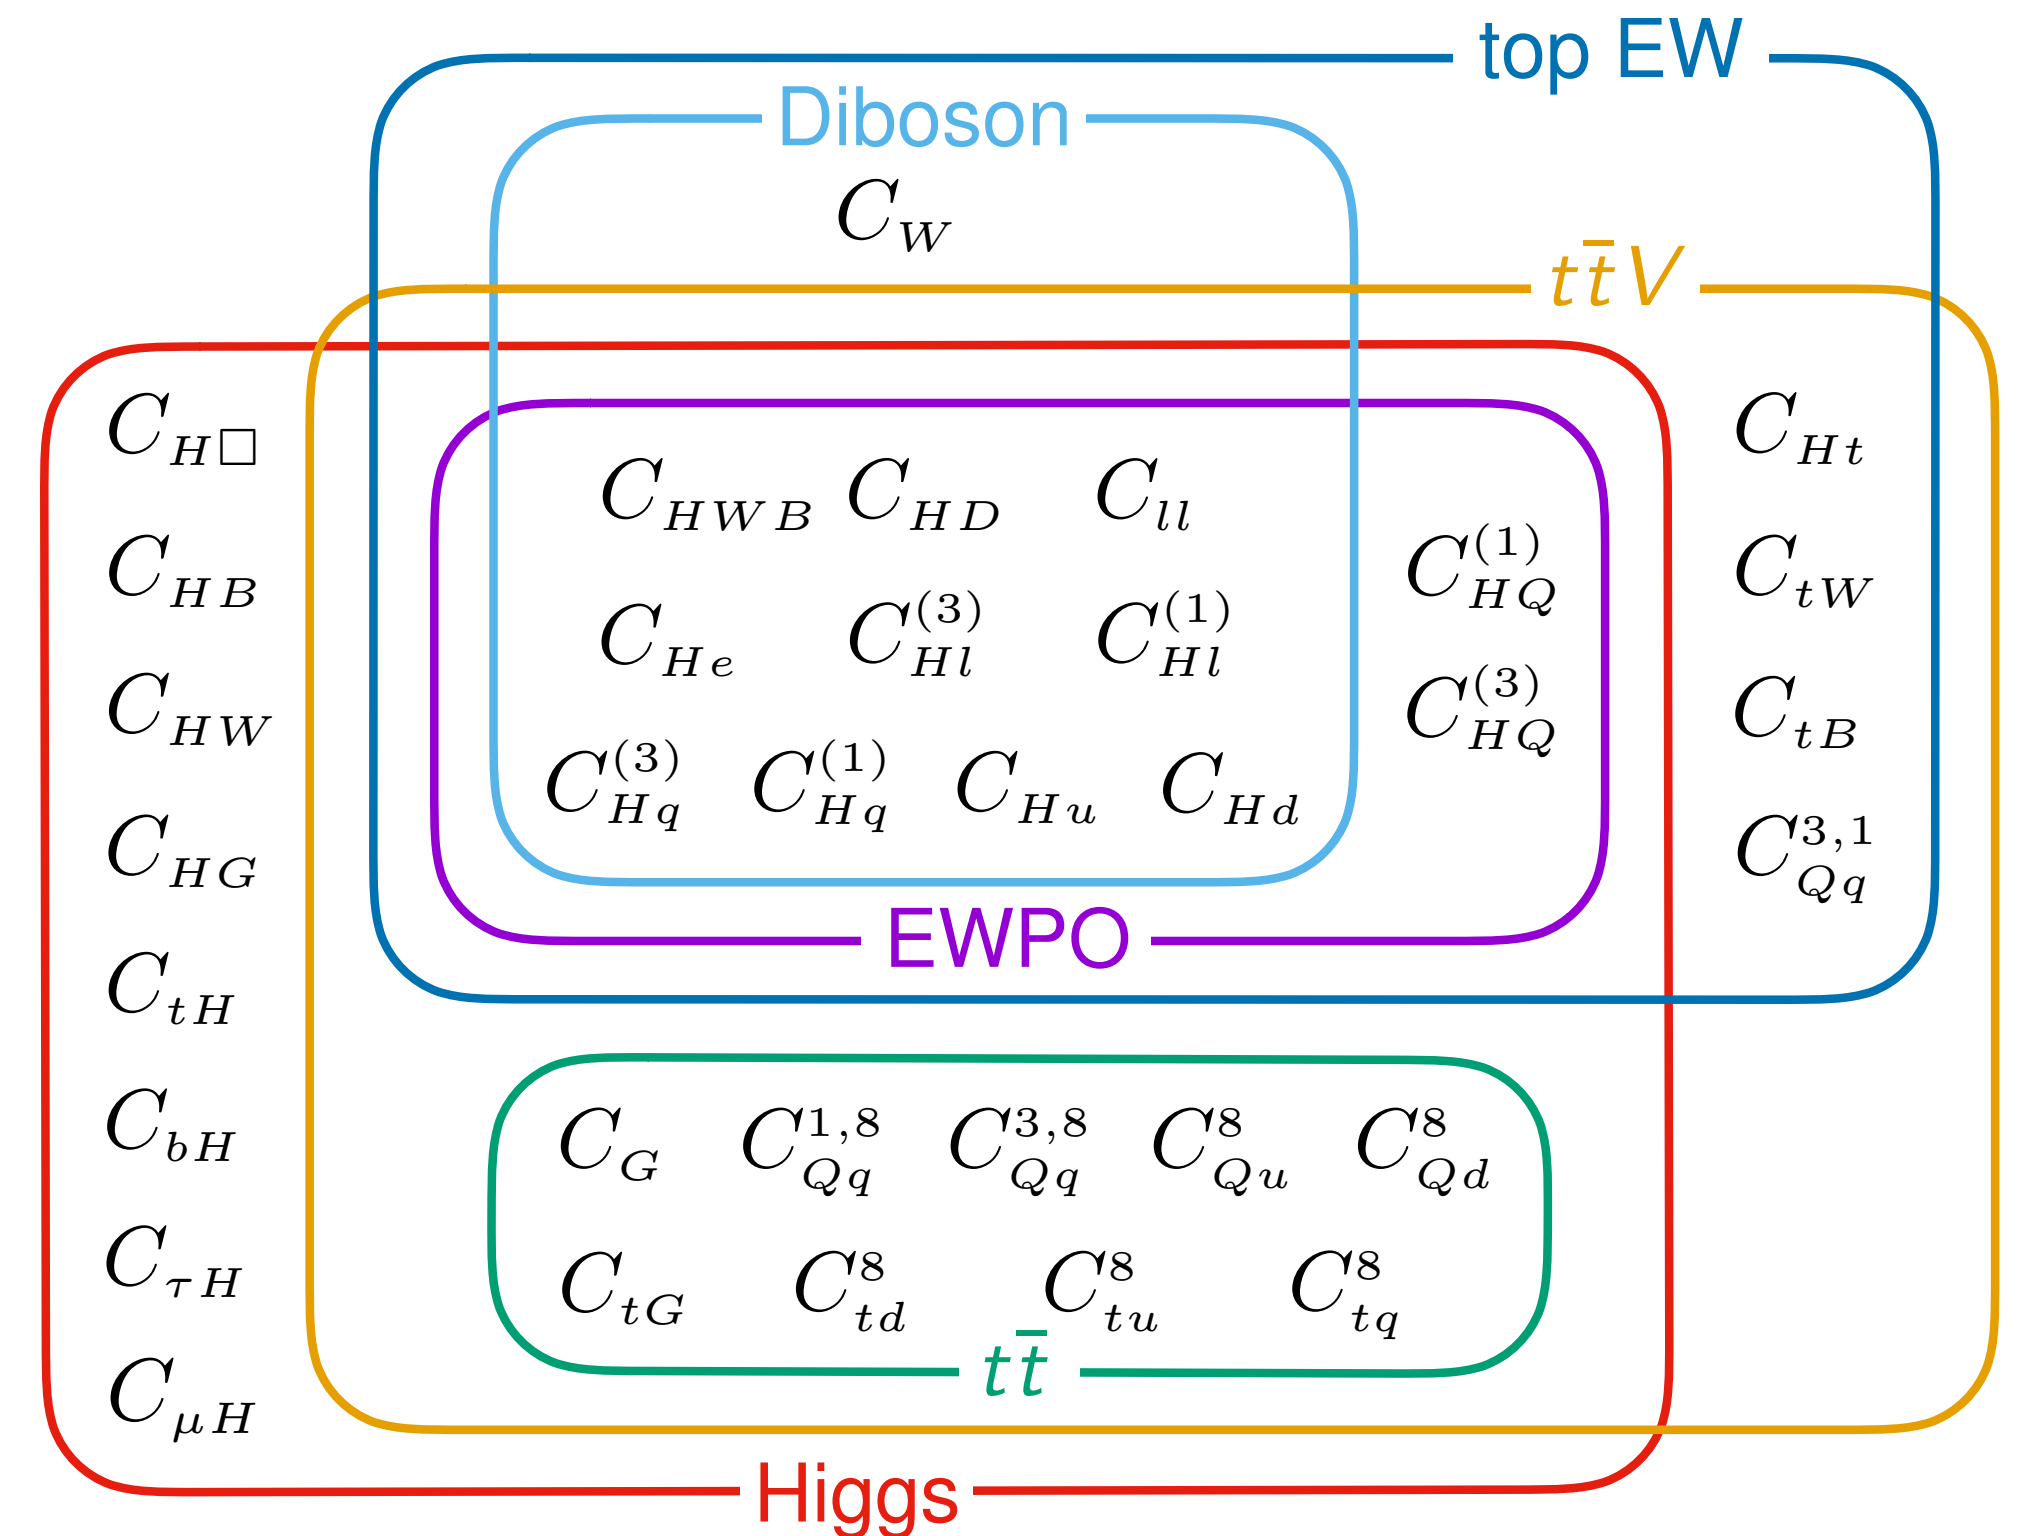 top EW
Diboson
C_W
t t̄ V
C_{H□}
C_{HB}
C_{HW}
C_{HG}
C_{tH}
C_{bH}
C_{τH}
C_{μH}
C_{HWB} C_{HD} C_{ll}
C_{He} C_{Hl}^{(3)} C_{Hl}^{(1)}
C_{Hq}^{(3)} C_{Hq}^{(1)} C_{Hu} C_{Hd}
C_{HQ}^{(1)}
C_{HQ}^{(3)}
EWPO
C_{Ht}
C_{tW}
C_{tB}
C_{Qq}^{3,1}
C_G C_{Qq}^{1,8} C_{Qq}^{3,8} C_{Qu}^{8} C_{Qd}^{8}
C_{tG} C_{td}^{8} C_{tu}^{8} C_{tq}^{8}
t t̄
Higgs